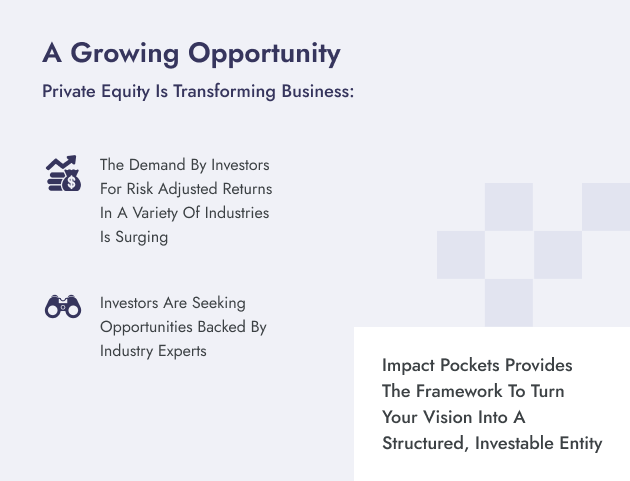 A Growing Opportunity
Private Equity Is Transforming Business:
The Demand By Investors
For Risk Adjusted Returns
In A Variety Of Industries
Is Surging
Investors Are Seeking
Opportunities Backed By
Industry Experts
Impact Pockets Provides
The Framework To Turn
Your Vision Into A
Structured, Investable Entity